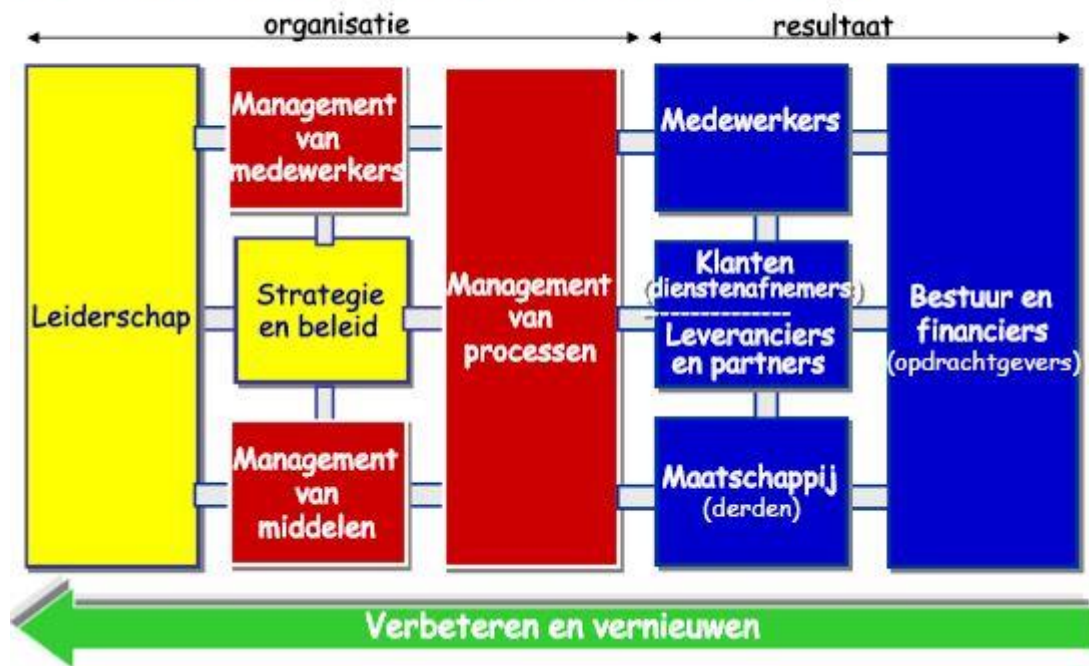 organisatie
resultaat
Leiderschap
Management
van
medewerkers
Strategie
en beleid
Management
van
middelen
Management
van
processen
Medewerkers
Klanten
(dienstenafnemers)
Leveranciers
en partners
Maatschappij
(derden)
Bestuur en
financiers
(opdrachtgevers)
Verbeteren en vernieuwen